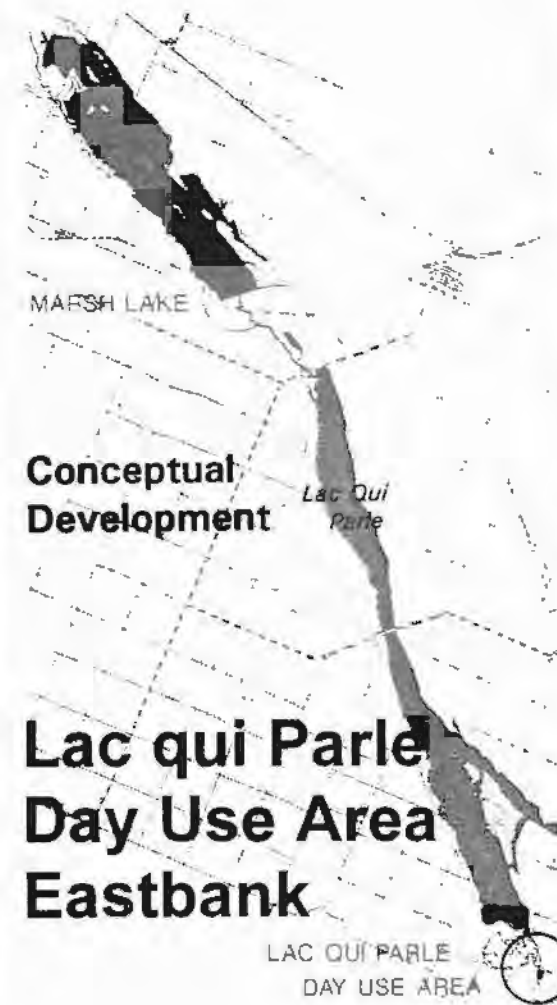 MARSH LAKE
Conceptual
Development
Lac Qui
Parle
Lac qui Parle
Day Use Area
Eastbank
LAC QUI PARLE
DAY USE AREA